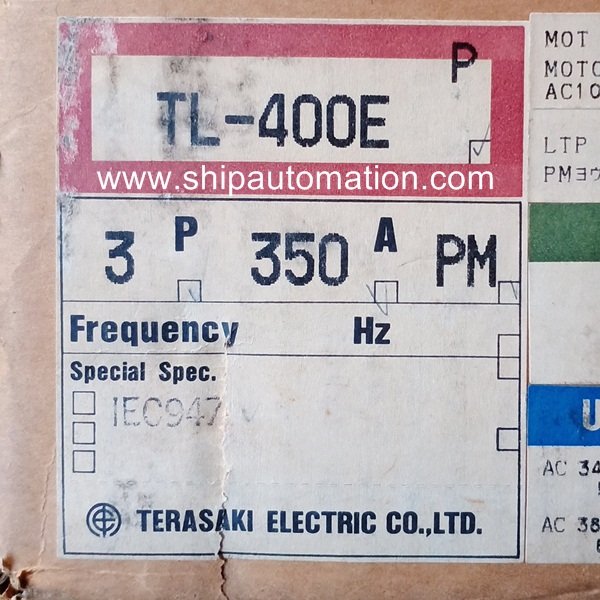 P
TL-400E
www.shipautomation.com
3 P 350 A PM
Frequency Hz
Special Spec.
IEC947
TERASAKI ELECTRIC CO.,LTD.
MOT
MOTO
AC10
LTP
PMヨウ
U
AC 34
AC 38